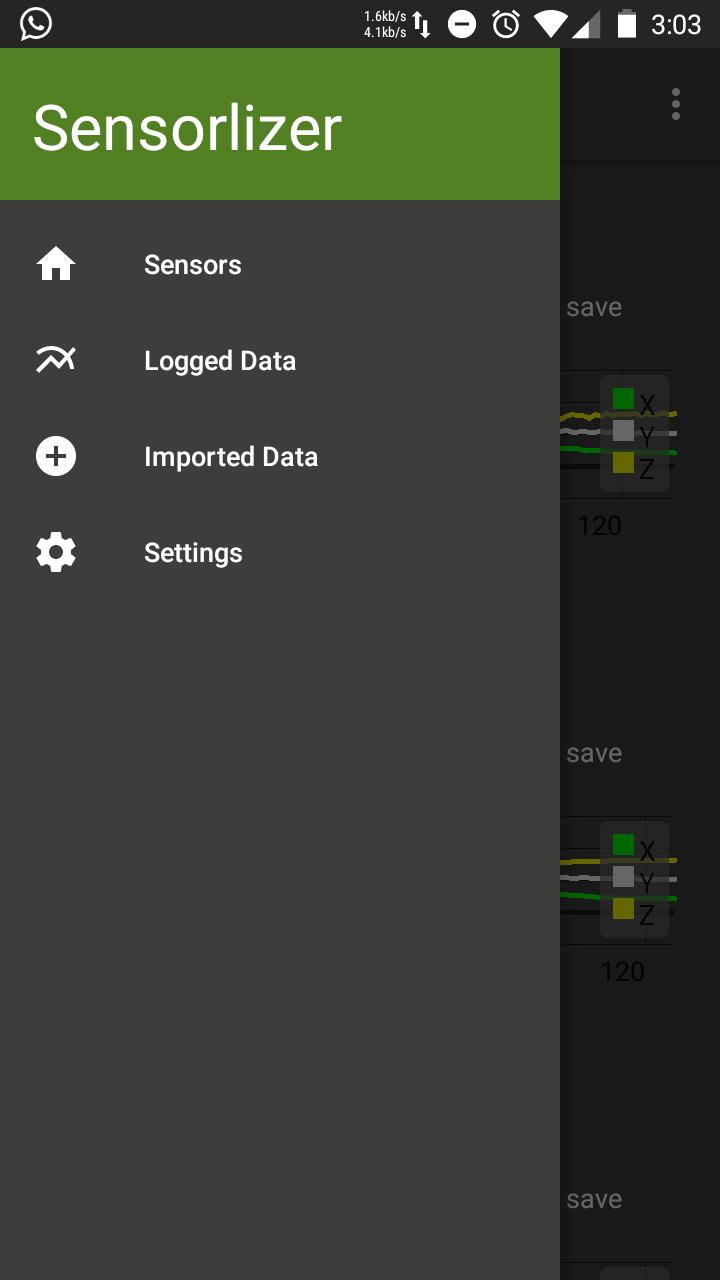 1.6kb/s
4.1kb/s
3:03
Sensorlizer
Sensors
Logged Data
Imported Data
Settings
save
X
Y
Z
120
save
X
Y
Z
120
save